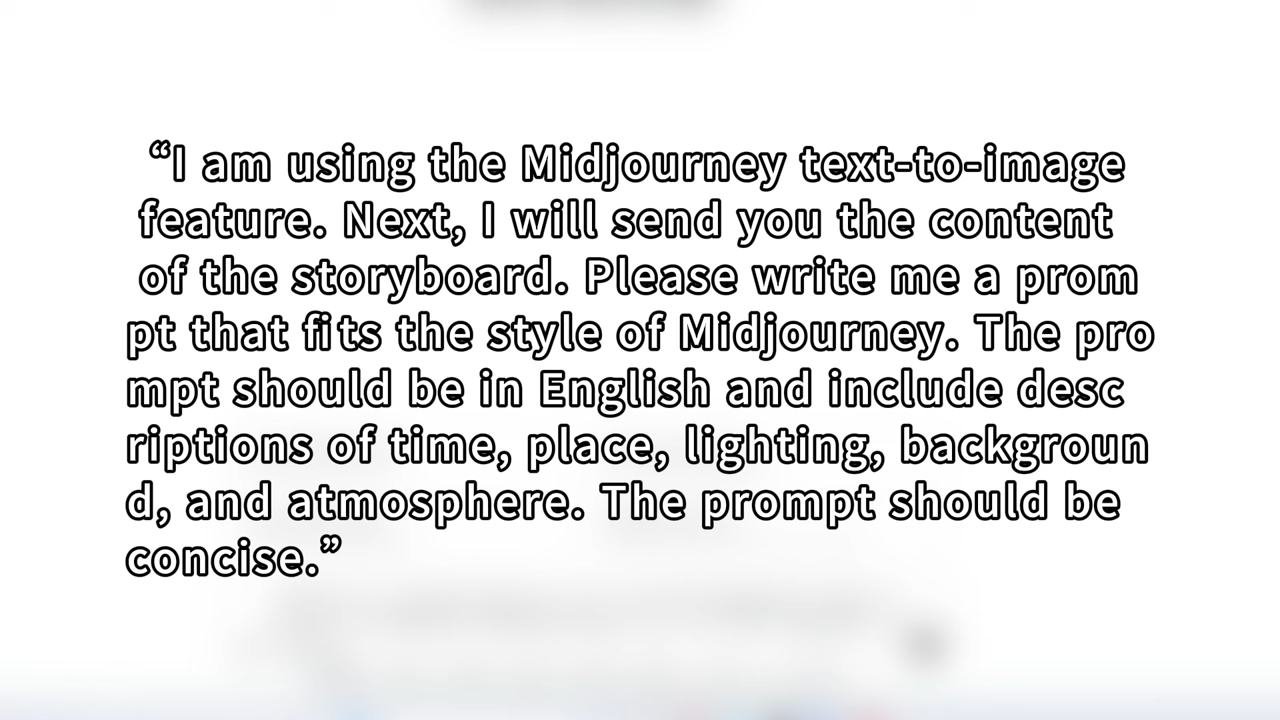 “I am using the Midjourney text-to-image
feature. Next, I will send you the content
of the storyboard. Please write me a prom
pt that fits the style of Midjourney. The pro
mpt should be in English and include desc
riptions of time, place, lighting, backgroun
d, and atmosphere. The prompt should be
concise.”